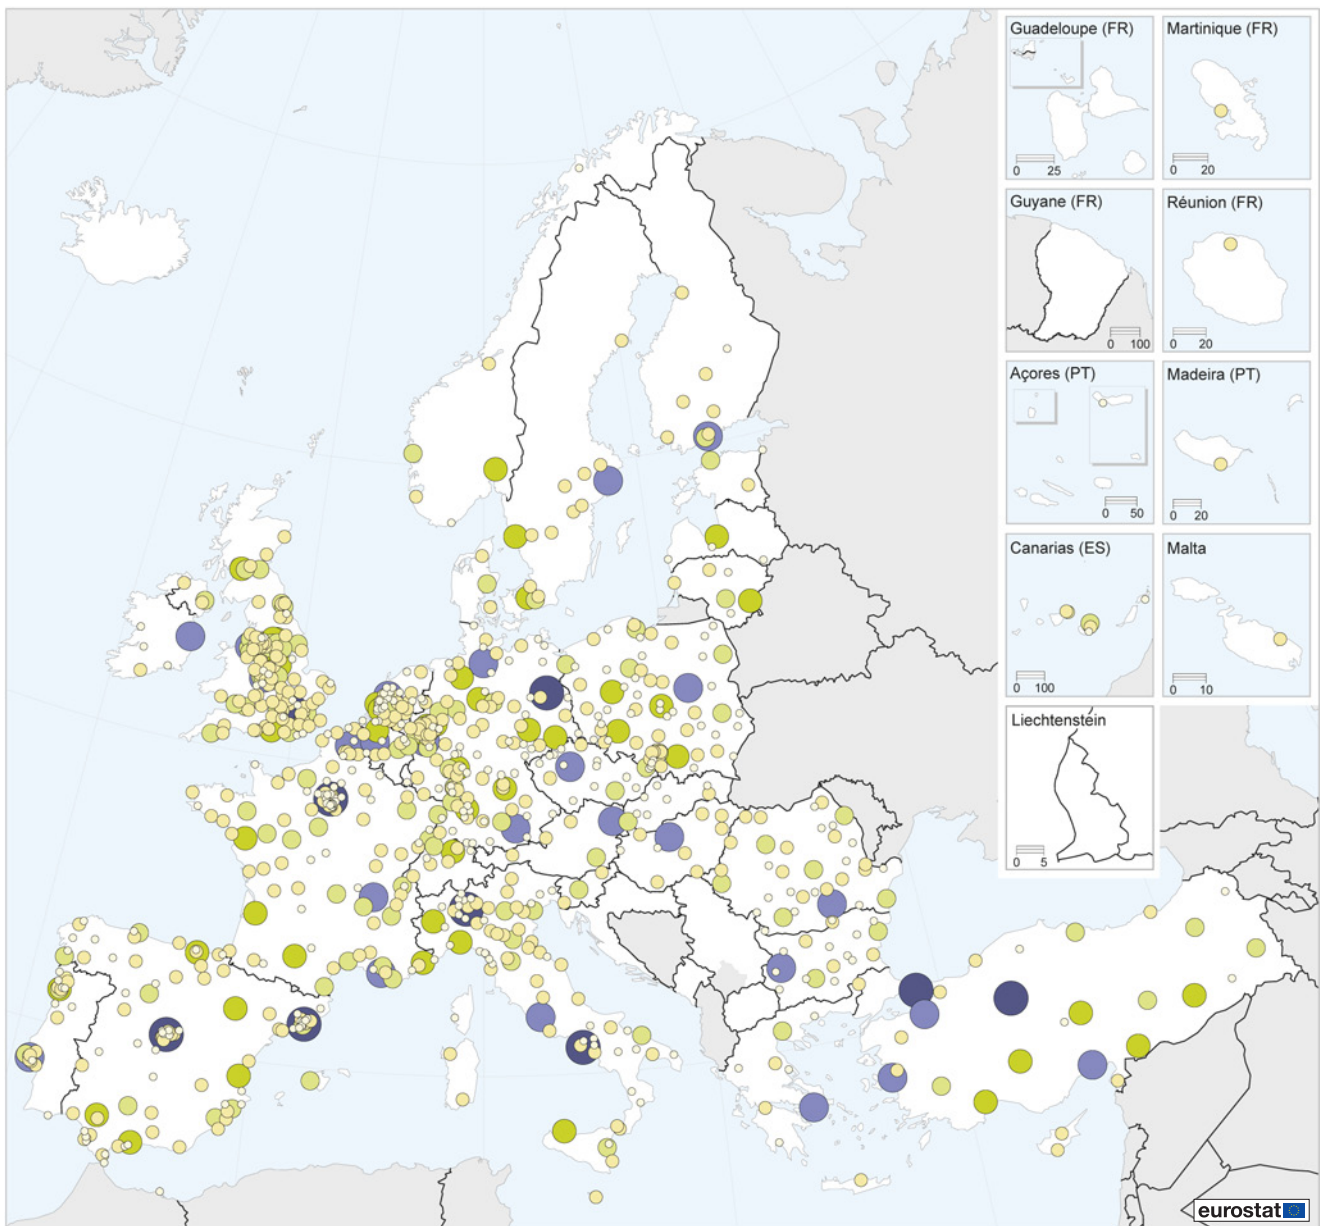 Guadeloupe (FR)
0 25
Martinique (FR)
0 20
Guyane (FR)
0 100
Réunion (FR)
0 20
Açores (PT)
0 50
Madeira (PT)
0 20
Canarias (ES)
0 100
Malta
0 10
Liechtenstein
0 5
eurostat